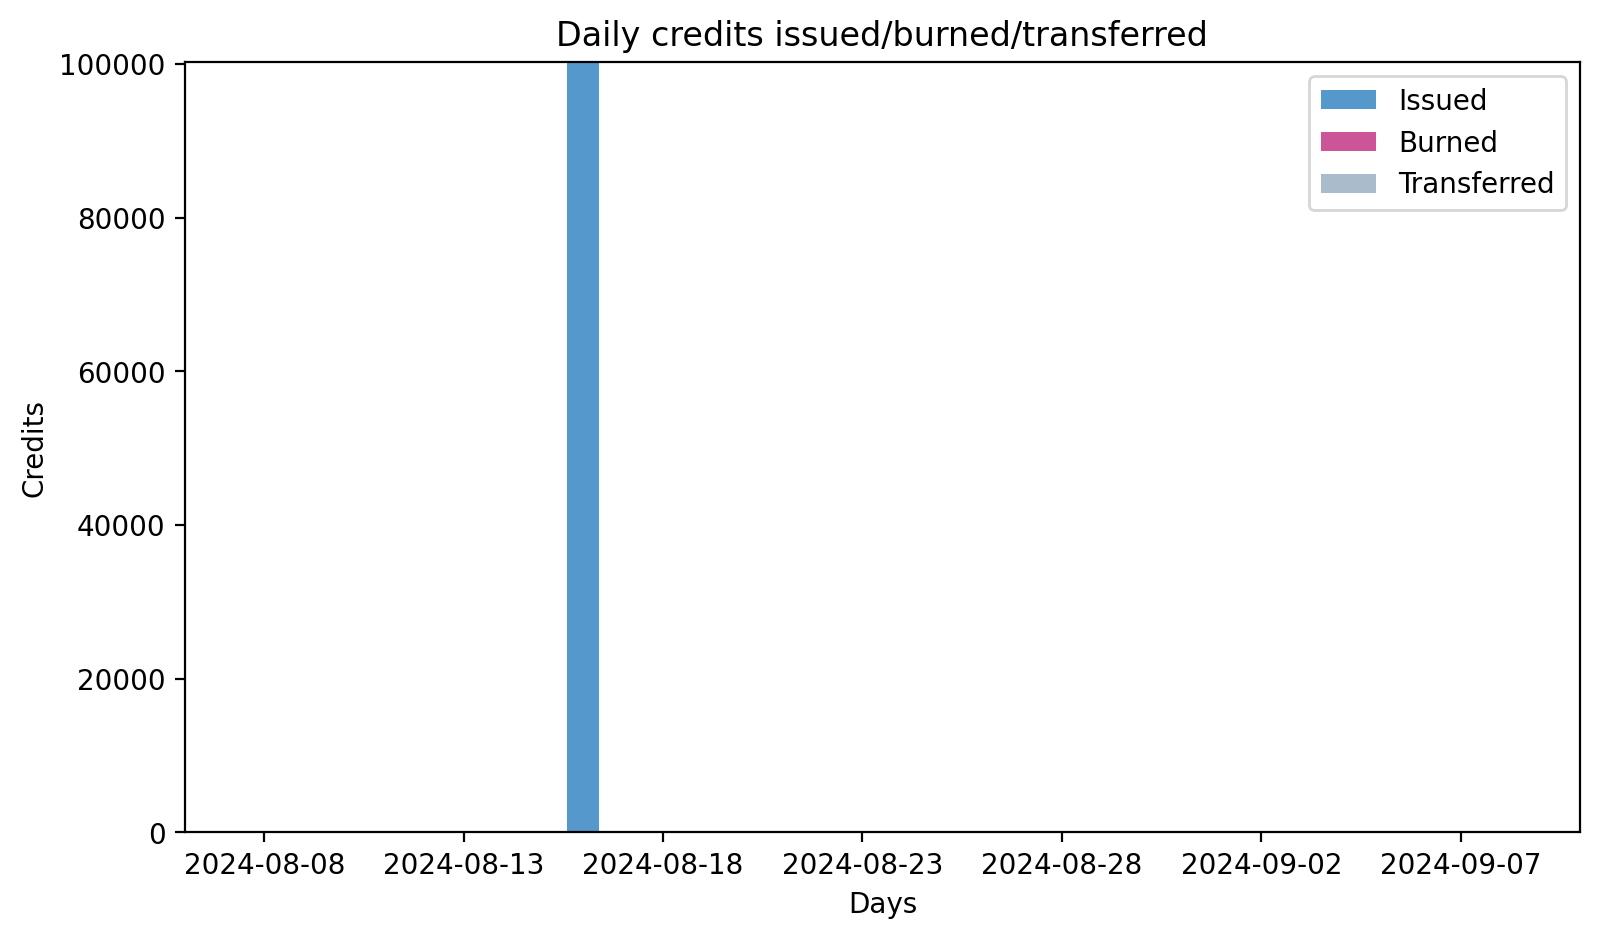 Daily credits issued/burned/transferred
100000
80000
60000
40000
20000
0
Credits
Issued
Burned
Transferred
2024-08-08 2024-08-13 2024-08-18 2024-08-23 2024-08-28 2024-09-02 2024-09-07
Days